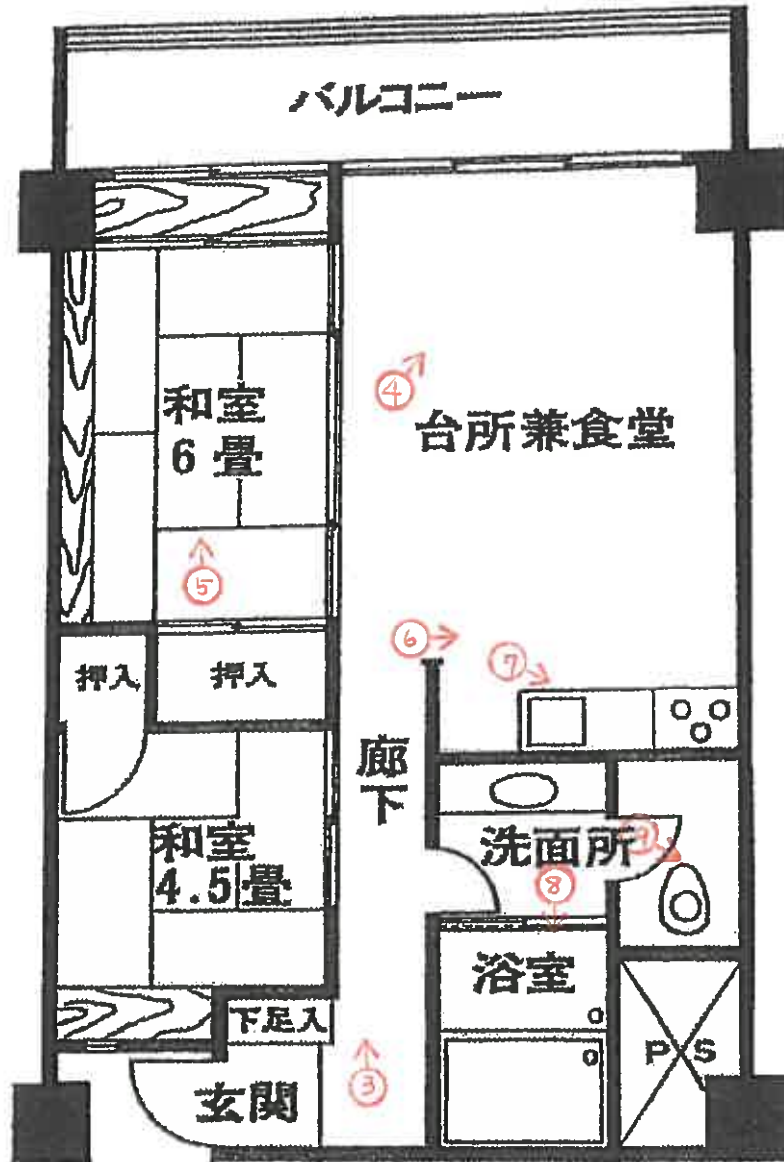 バルコニー
和室
6畳
④
台所兼食堂
⑤
⑥
⑦
押入
押入
廊下
和室
4.5畳
洗面所
⑨
⑧
浴室
下足入
PS
③
玄関